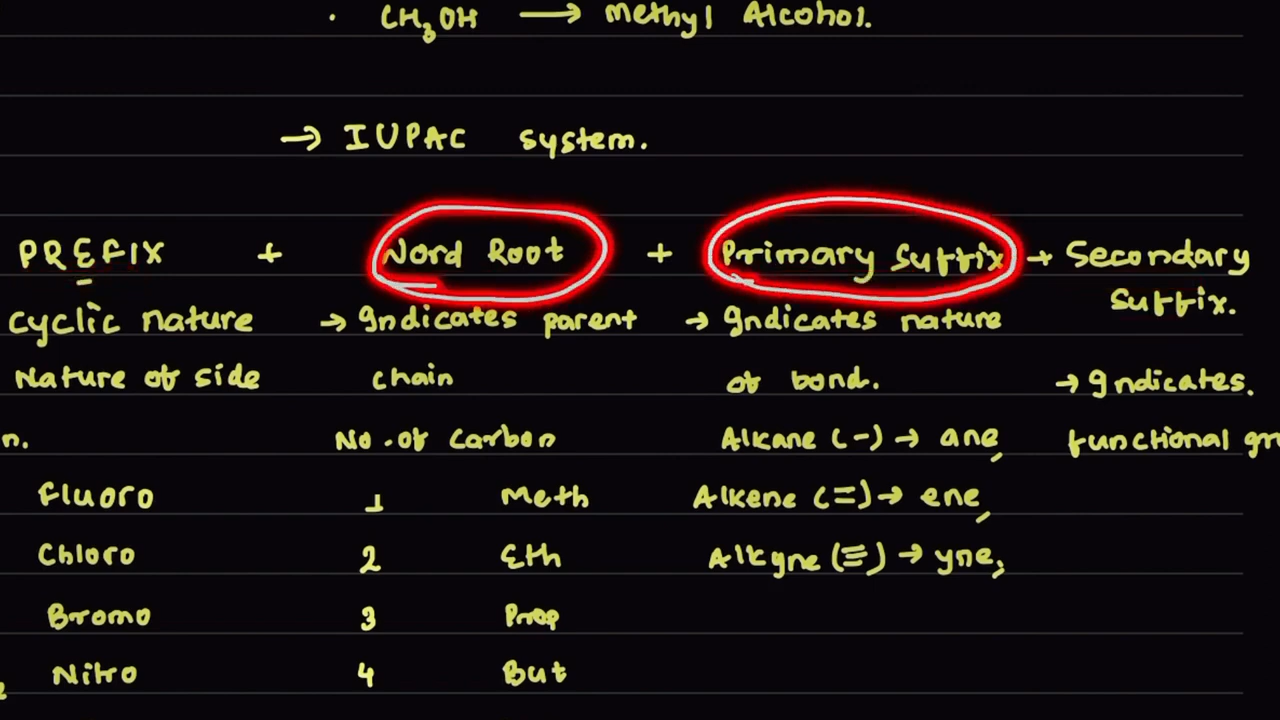 · CH3OH → Methyl Alcohol.
→ IUPAC system.
PREFIX + Word Root + Primary Suffix + Secondary Suffix.
cyclic nature → Indicates parent → Indicates nature
Nature of side chain of bond. → Indicates.
n. No. of carbon Alkane (-) → ane, functional gr
Fluoro 1 Meth Alkene (=) → ene,
Chloro 2 Eth Alkyne (≡) → yne,
Bromo 3 Prop
Nitro 4 But